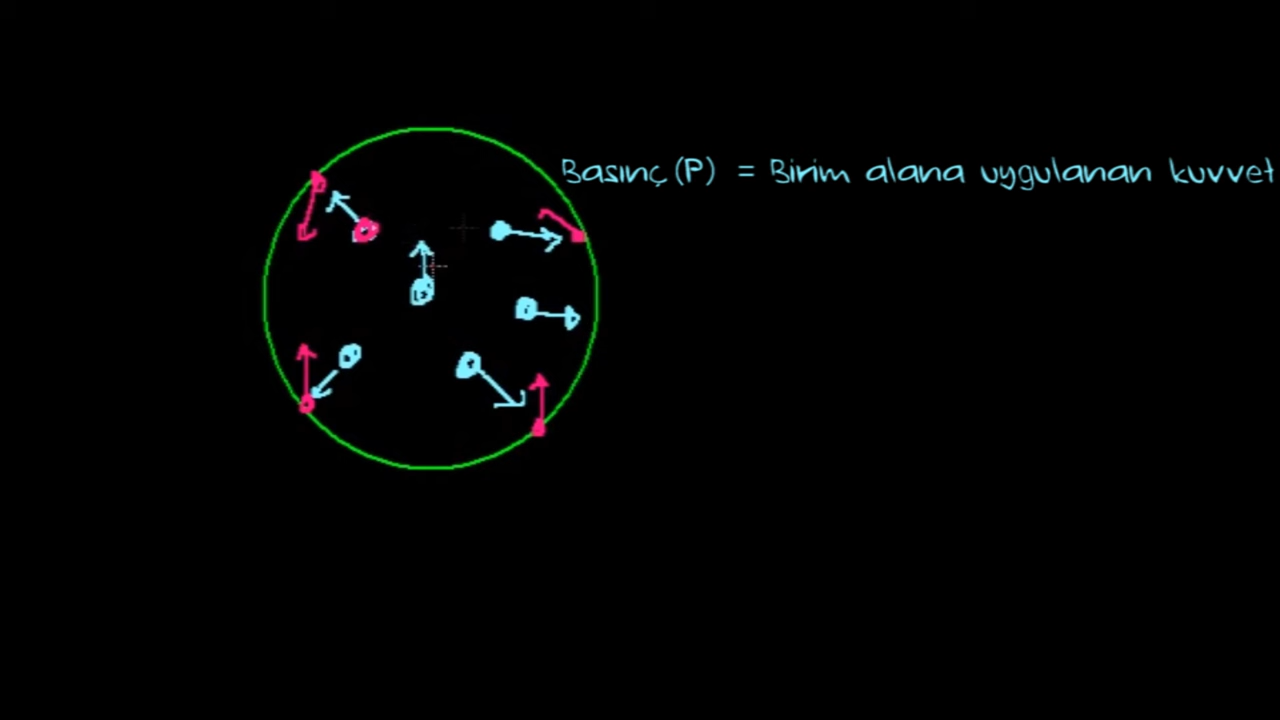 Basınç (P) = Birim alana uygulanan kuvvet